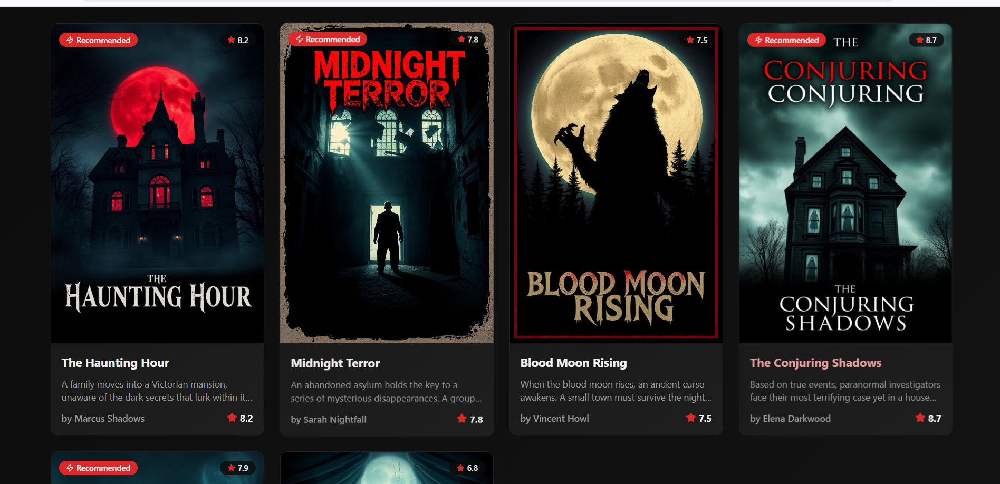 Recommended
8.2
THE
HAUNTING HOUR
The Haunting Hour
A family moves into a Victorian mansion,
unaware of the dark secrets that lurk within it...
by Marcus Shadows
8.2
Recommended
7.8
MIDNIGHT
TERROR
Midnight Terror
An abandoned asylum holds the key to a
series of mysterious disappearances. A group...
by Sarah Nightfall
7.8
7.5
BLOOD MOON
RISING
Blood Moon Rising
When the blood moon rises, an ancient curse
awakens. A small town must survive the night...
by Vincent Howl
7.5
Recommended
8.7
THE
CONJURING
CONJURING
THE
CONJURING
SHADOWS
The Conjuring Shadows
Based on true events, paranormal investigators
face their most terrifying case yet in a house...
by Elena Darkwood
8.7
Recommended
7.9
6.8